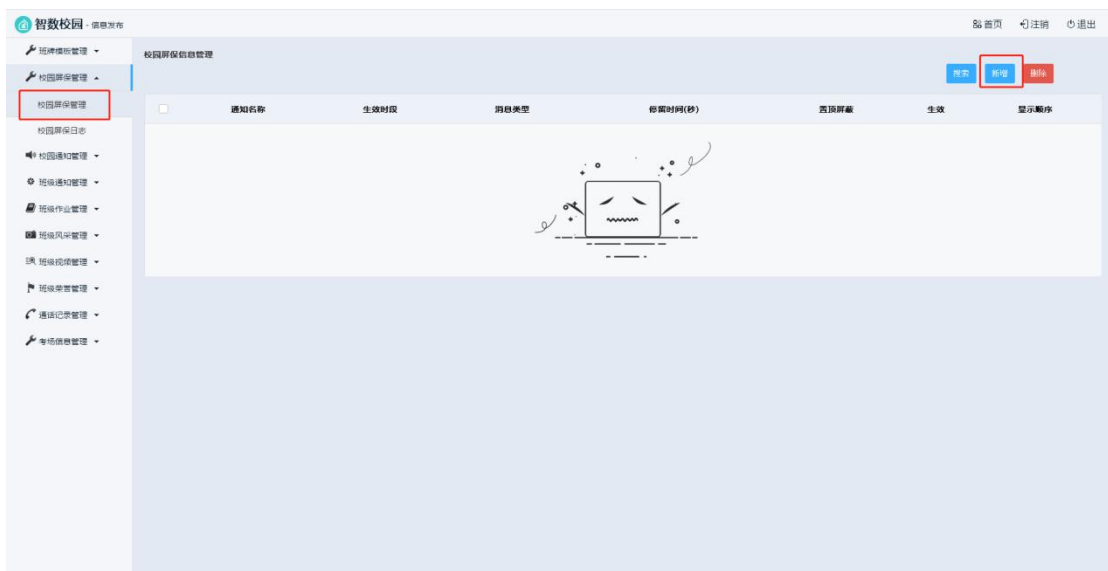 智数校园 - 信息发布
首页 注销 退出
班牌模板管理
校园屏保管理
校园屏保管理
校园屏保日志
校园通知管理
班级通知管理
班级作业管理
班级风采管理
班级视频管理
班级荣誉管理
通话记录管理
考场信息管理
校园屏保信息管理
搜索 新增 删除
通知名称 生效时段 消息类型 停留时间(秒) 置顶屏蔽 生效 显示顺序